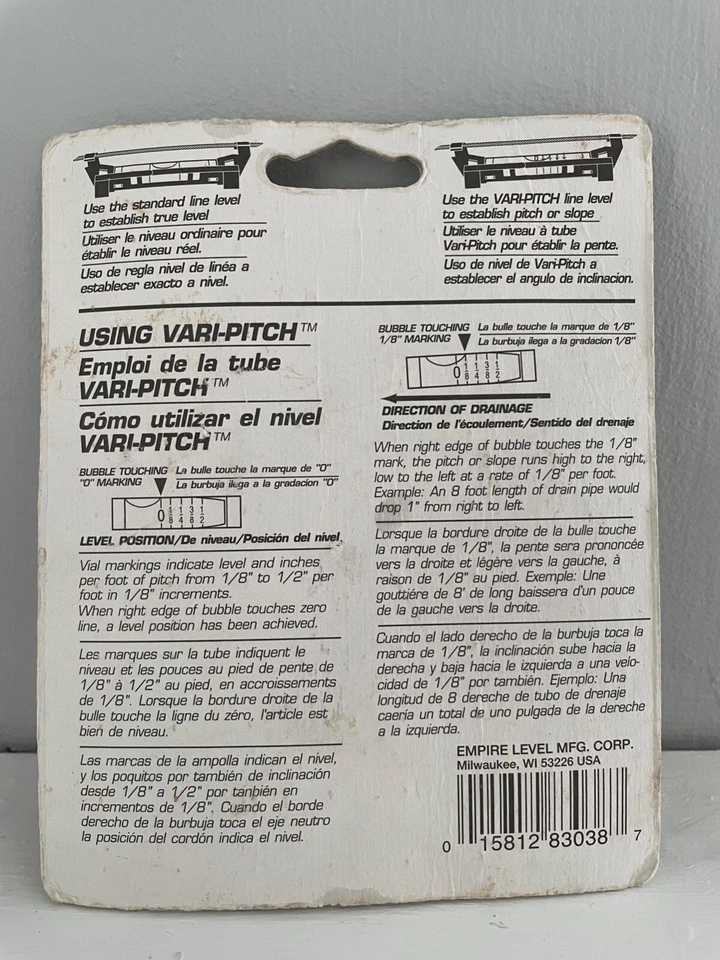 Use the standard line level
to establish true level
Utiliser le niveau ordinaire pour
établir le niveau réel.
Uso de regla nivel de linéa a
establecer exacto a nivel.
Use the VARI-PITCH line level
to establish pitch or slope
Utiliser le niveau à tube
Vari-Pitch pour établir la pente.
Uso de nivel de Vari-Pitch a
establecer el angulo de inclinacion.
USING VARI-PITCH™
Emploi de la tube
VARI-PITCH™
Cómo utilizar el nivel
VARI-PITCH™
BUBBLE TOUCHING La bulle touche la marque de "0"
"0" MARKING La burbuja ilega a la gradacion "0"
0 1/8 1/4 3/8 1/2
LEVEL POSITION/De niveau/Posición del nivel
Vial markings indicate level and inches
per foot of pitch from 1/8" to 1/2" per
foot in 1/8" increments.
When right edge of bubble touches zero
line, a level position has been achieved.
Les marques sur la tube indiquent le
niveau et les pouces au pied de pente de
1/8" à 1/2" au pied, en accroissements
de 1/8". Lorsque la bordure droite de la
bulle touche la ligne du zéro, l'article est
bien de niveau.
Las marcas de la ampolla indican el nivel,
y los poquitos por también de inclinación
desde 1/8" a 1/2" por tanbién en
incrementos de 1/8". Cuando el borde
derecho de la burbuja toca el eje neutro
la posición del cordón indica el nivel.
BUBBLE TOUCHING La bulle touche la marque de 1/8"
1/8" MARKING La burbuja ilega a la gradacion 1/8"
0 1/8 1/4 3/8 1/2
DIRECTION OF DRAINAGE
Direction de l'écoulement/Sentido del drenaje
When right edge of bubble touches the 1/8"
mark, the pitch or slope runs high to the right,
low to the left at a rate of 1/8" per foot.
Example: An 8 foot length of drain pipe would
drop 1" from right to left.
Lorsque la bordure droite de la bulle touche
la marque de 1/8", la pente sera prononcée
vers la droite et légère vers la gauche, à
raison de 1/8" au pied. Exemple: Une
gouttiére de 8' de long baissera d'un pouce
de la gauche vers la droite.
Cuando el lado derecho de la burbuja toca la
marca de 1/8", la inclinación sube hacia la
derecha y baja hacia le izquierda a una velo-
cidad de 1/8" por también. Ejemplo: Una
longitud de 8 dereche de tubo de drenaje
caería un total de uno pulgada de la derecha
a la izquierda.
EMPIRE LEVEL MFG. CORP.
Milwaukee, WI 53226 USA
0 15812 83038 7